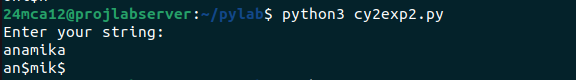 24mca12@projlabserver:~/pylab$ python3 cy2exp2.py
Enter your string:
anamika
an$mik$